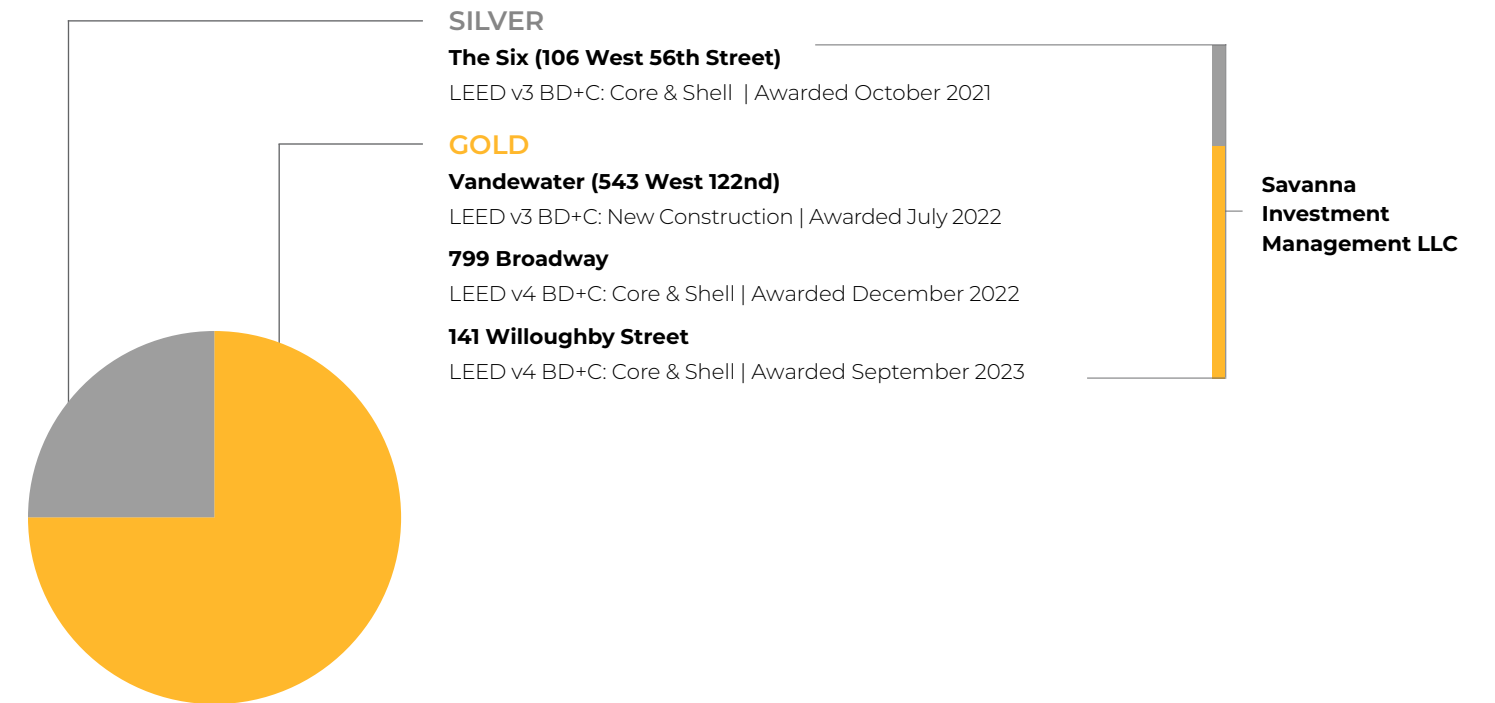 SILVER
The Six (106 West 56th Street)
LEED v3 BD+C: Core & Shell | Awarded October 2021
GOLD
Vandewater (543 West 122nd)
LEED v3 BD+C: New Construction | Awarded July 2022
799 Broadway
LEED v4 BD+C: Core & Shell | Awarded December 2022
141 Willoughby Street
LEED v4 BD+C: Core & Shell | Awarded September 2023
Savanna
Investment
Management LLC